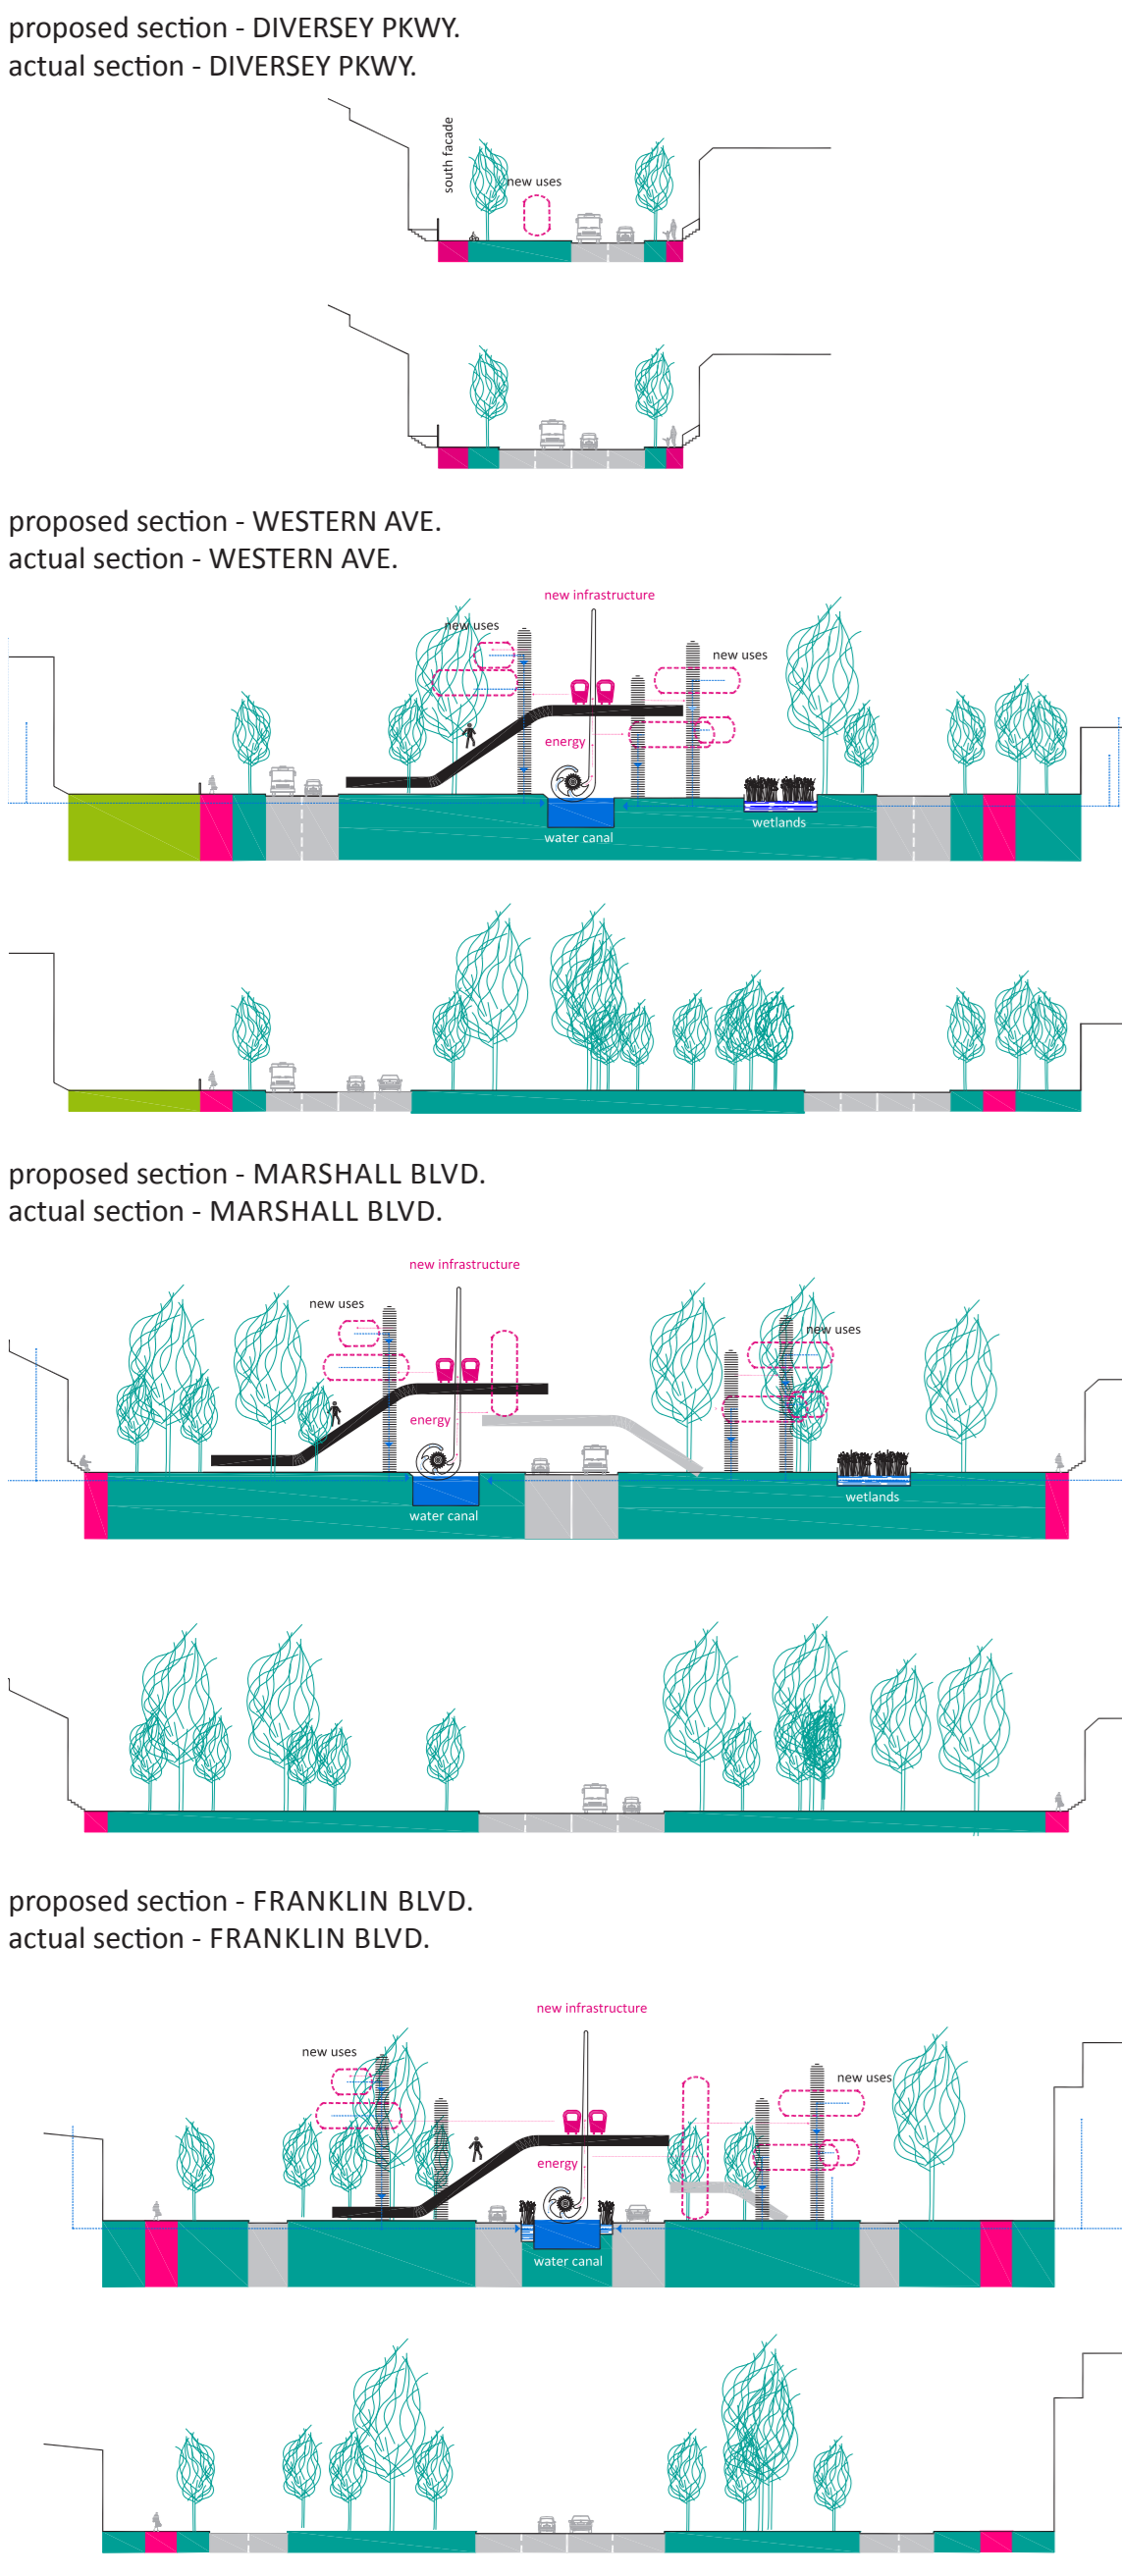 proposed section - DIVERSEY PKWY.
actual section - DIVERSEY PKWY.
south facade
new uses
proposed section - WESTERN AVE.
actual section - WESTERN AVE.
new infrastructure
new uses
new uses
energy
wetlands
water canal
proposed section - MARSHALL BLVD.
actual section - MARSHALL BLVD.
new infrastructure
new uses
new uses
energy
wetlands
water canal
proposed section - FRANKLIN BLVD.
actual section - FRANKLIN BLVD.
new infrastructure
new uses
new uses
energy
water canal